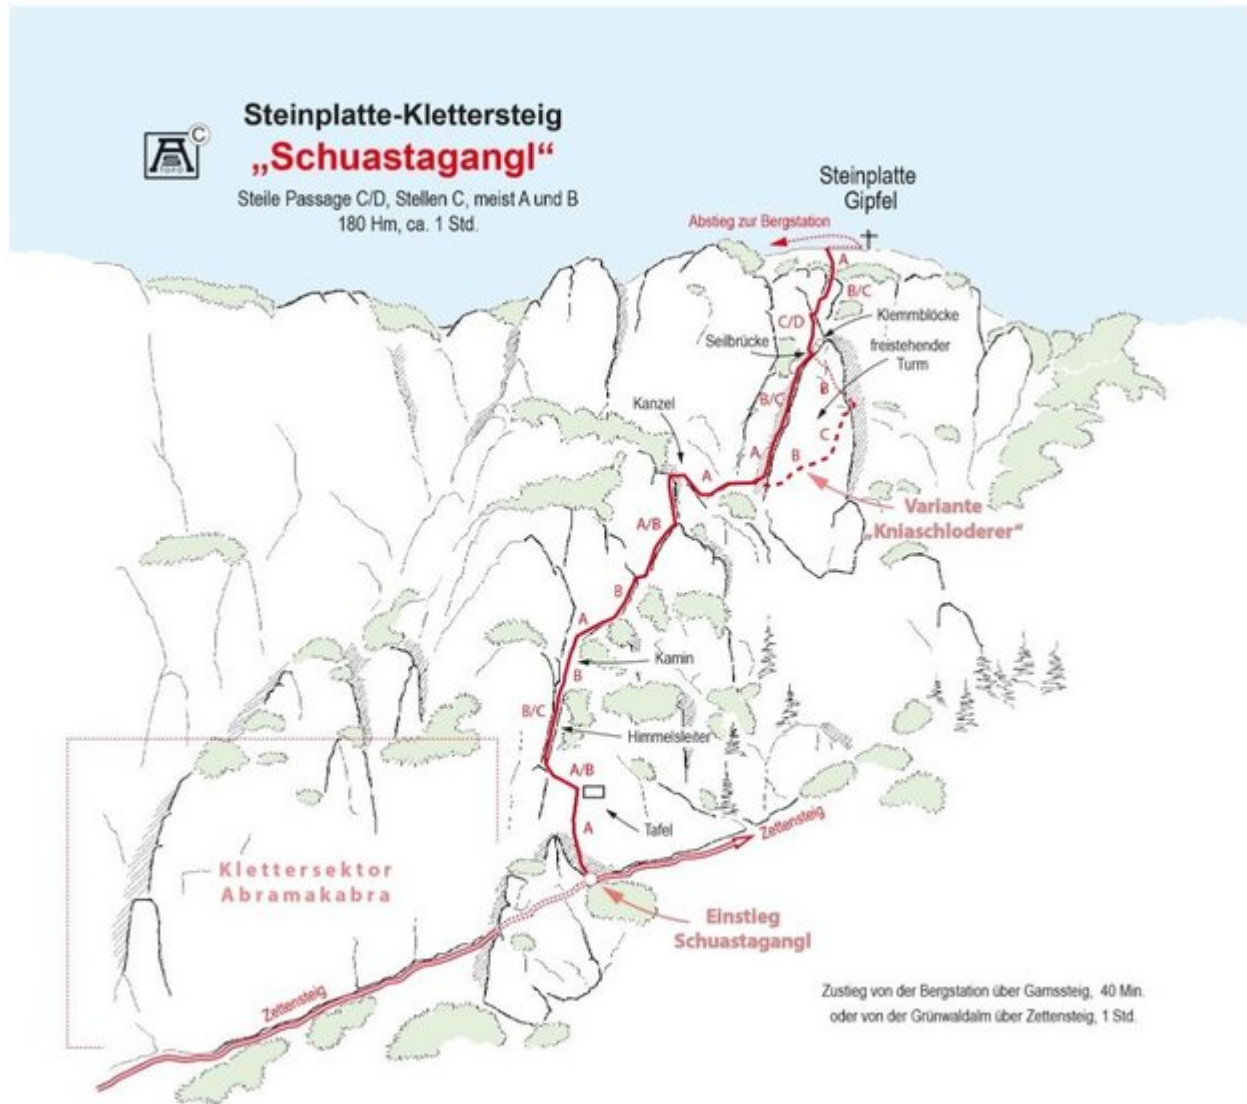 Steinplatte-Klettersteig
C
TOPO
„Schuastagangl“
Steile Passage C/D, Stellen C, meist A und B
180 Hm, ca. 1 Std.
Steinplatte
Gipfel
Abstieg zur Bergstation
A
B/C
C/D
Klemmblöcke
Seilbrücke
freistehender
Turm
B
B/C
Kanzel
C
A
B
A
Variante
„Kniaschloderer“
A/B
B
A
Kamin
B
B/C
Himmelsleiter
A/B
A
Tafel
Zettensteig
Klettersektor
Abramakabra
Einstieg
Schuastagangl
Zettensteig
Zustieg von der Bergstation über Gamssteig, 40 Min.
oder von der Grünwaldalm über Zettensteig, 1 Std.